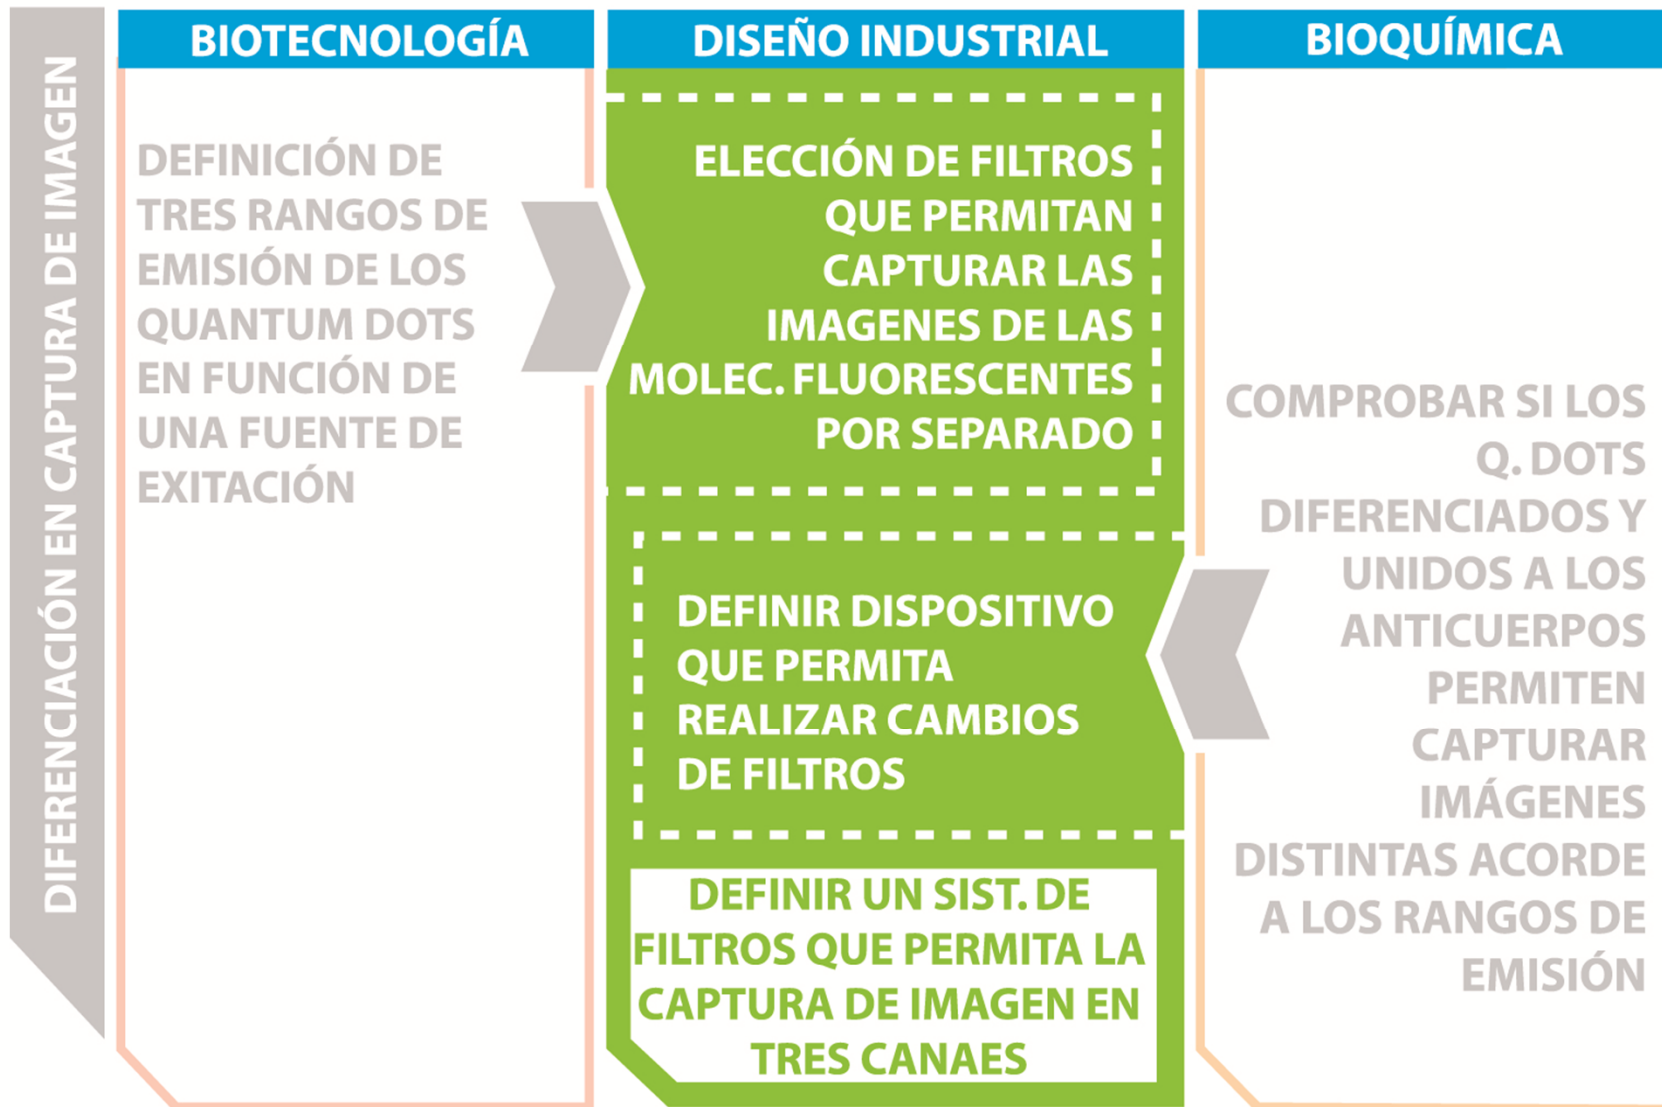 DIFERENCIACIÓN EN CAPTURA DE IMAGEN
BIOTECNOLOGÍA
DEFINICIÓN DE
TRES RANGOS DE
EMISIÓN DE LOS
QUANTUM DOTS
EN FUNCIÓN DE
UNA FUENTE DE
EXITACIÓN
DISEÑO INDUSTRIAL
ELECCIÓN DE FILTROS
QUE PERMITAN
CAPTURAR LAS
IMAGENES DE LAS
MOLEC. FLUORESCENTES
POR SEPARADO
DEFINIR DISPOSITIVO
QUE PERMITA
REALIZAR CAMBIOS
DE FILTROS
DEFINIR UN SIST. DE
FILTROS QUE PERMITA LA
CAPTURA DE IMAGEN EN
TRES CANAES
BIOQUÍMICA
COMPROBAR SI LOS
Q. DOTS
DIFERENCIADOS Y
UNIDOS A LOS
ANTICUERPOS
PERMITEN
CAPTURAR
IMÁGENES
DISTINTAS ACORDE
A LOS RANGOS DE
EMISIÓN